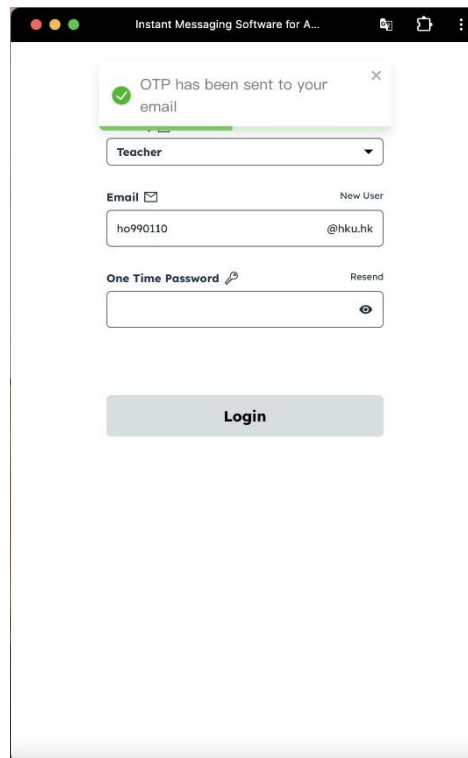 Instant Messaging Software for A...
OTP has been sent to your
email
Teacher
Email New User
ho990110 @hku.hk
One Time Password Resend
Login